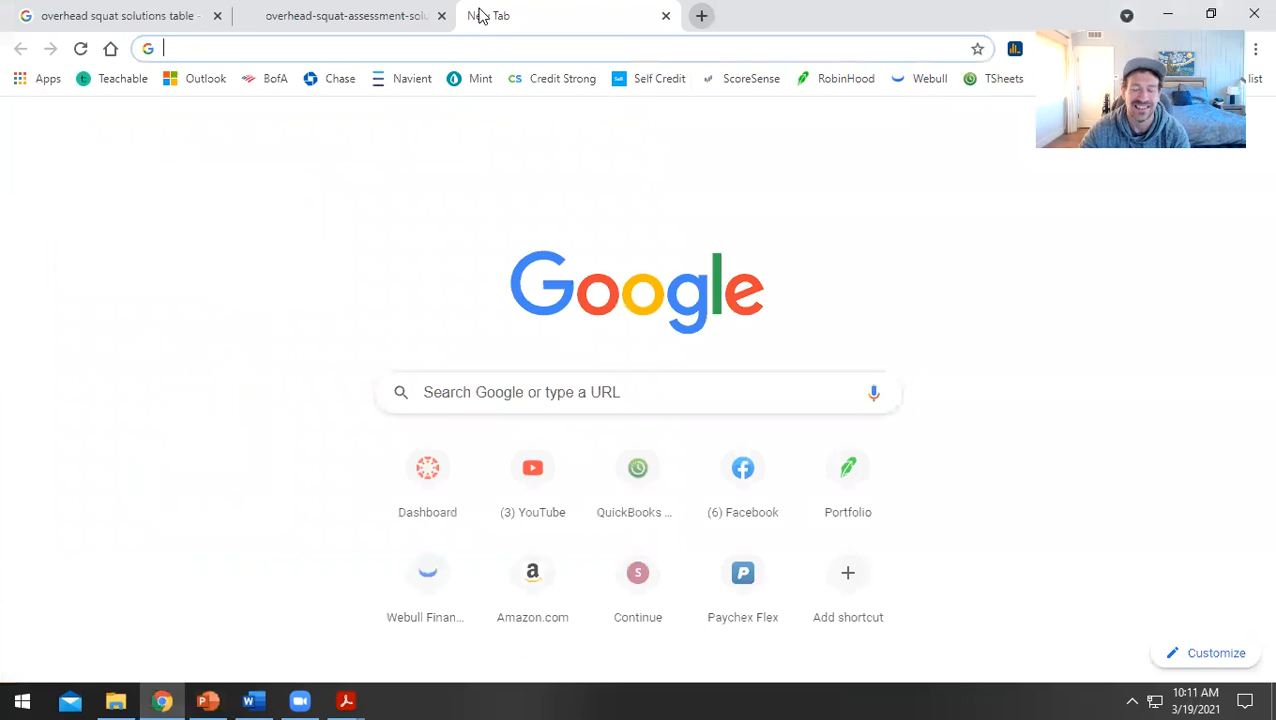 overhead squat solutions table -
overhead-squat-assessment-solu
New Tab
Apps
Teachable
Outlook
BofA
Chase
Navient
Mint
CS Credit Strong
Self Self Credit
ScoreSense
RobinHood
Webull
TSheets
list
Google
Search Google or type a URL
Dashboard
(3) YouTube
QuickBooks ...
(6) Facebook
Portfolio
Webull Finan...
Amazon.com
Continue
Paychex Flex
Add shortcut
Customize
10:11 AM
3/19/2021